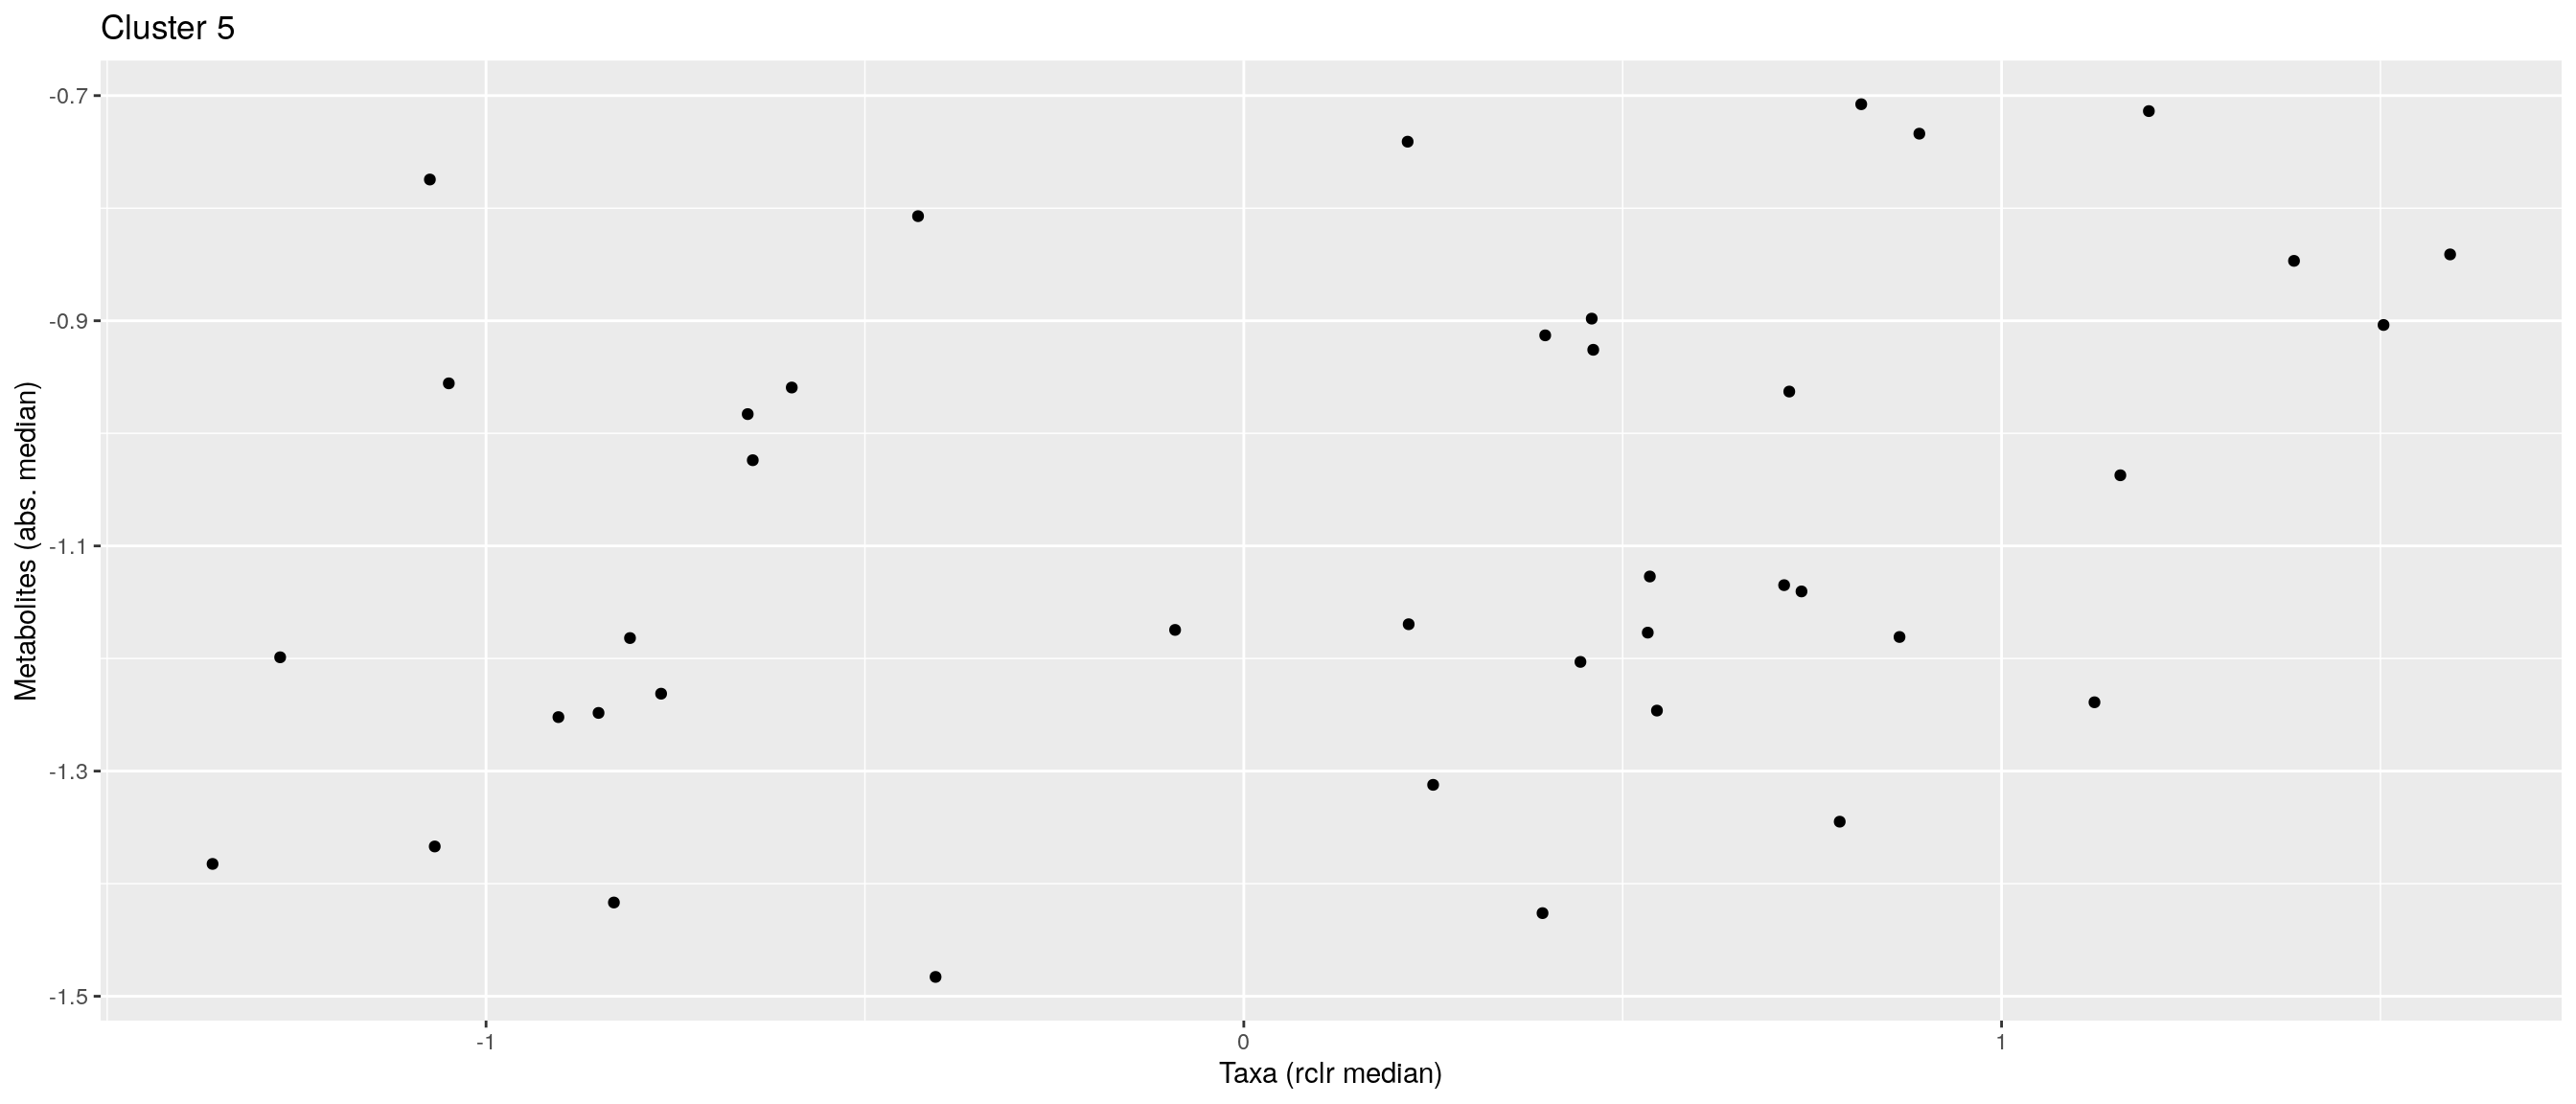 Cluster 5
Metabolites (abs. median)
-0.7
-0.9
-1.1
-1.3
-1.5
-1
0
1
Taxa (rclr median)